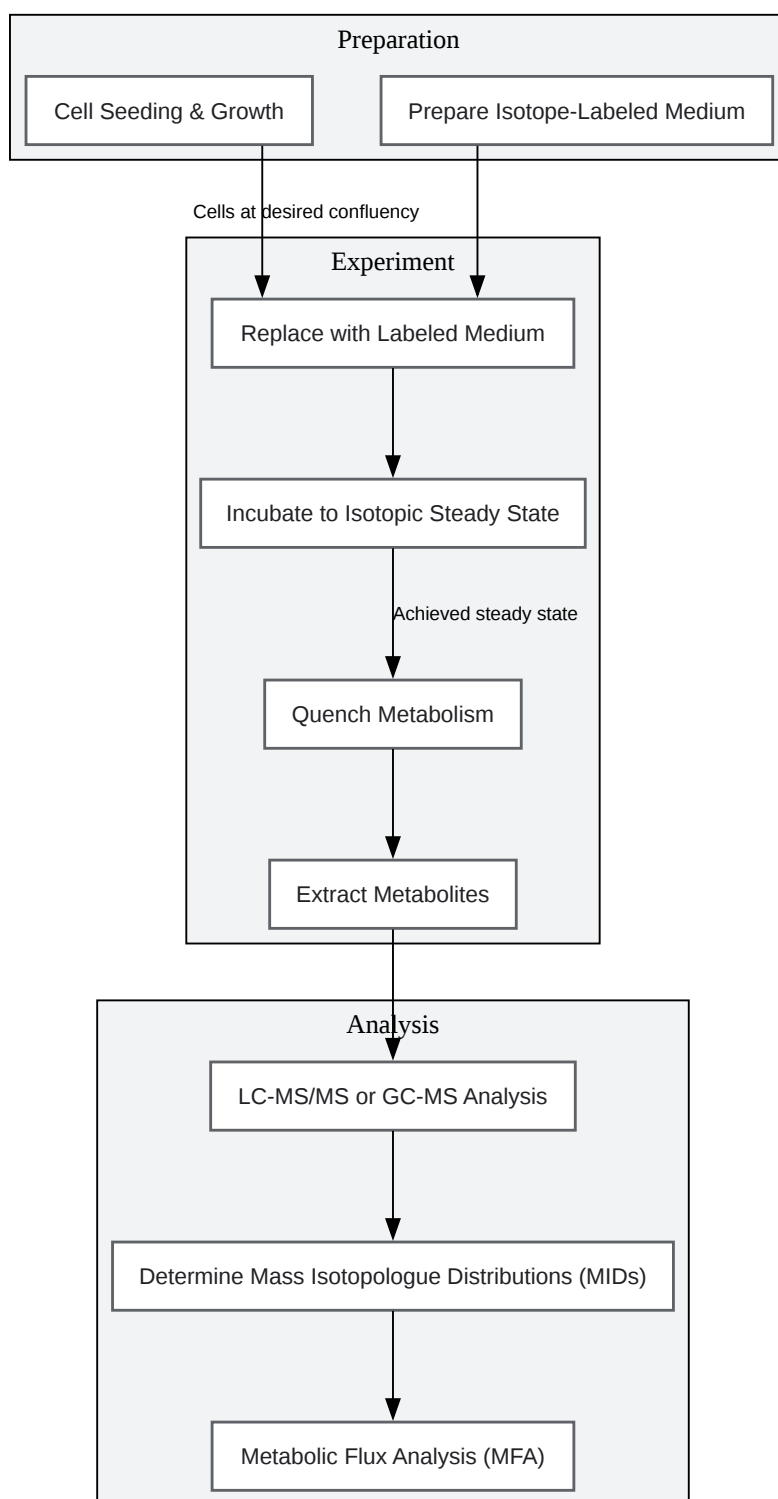 Preparation
Cell Seeding & Growth
Prepare Isotope-Labeled Medium
Cells at desired confluency
Experiment
Replace with Labeled Medium
Incubate to Isotopic Steady State
Achieved steady state
Quench Metabolism
Extract Metabolites
Analysis
LC-MS/MS or GC-MS Analysis
Determine Mass Isotopologue Distributions (MIDs)
Metabolic Flux Analysis (MFA)